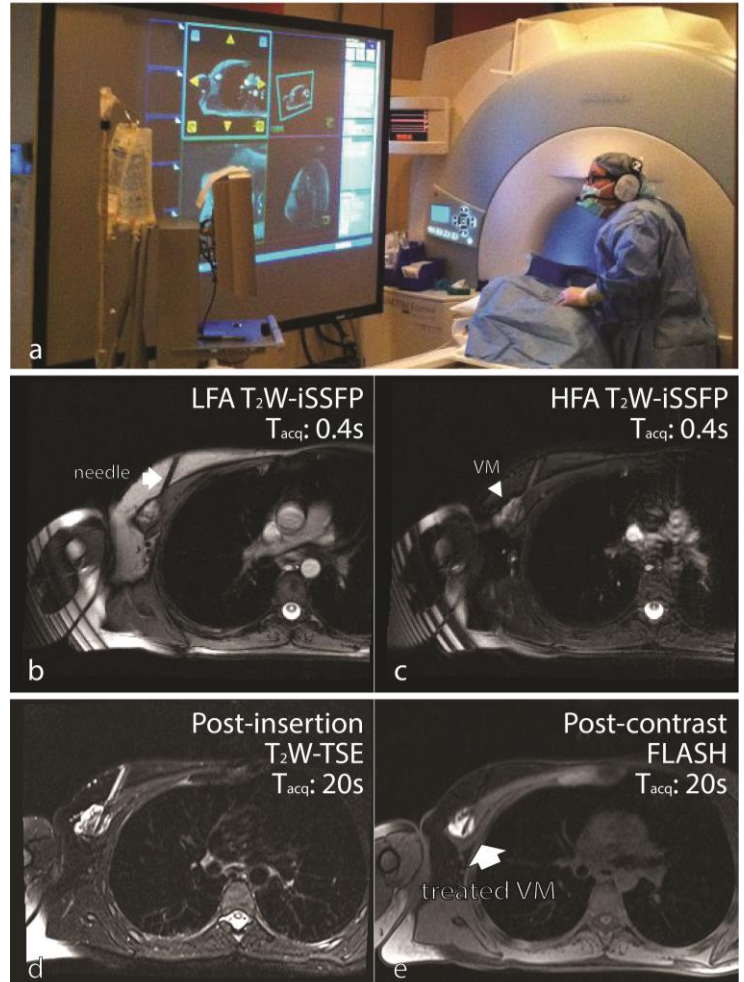 a
LFA T₂W-iSSFP
Tacq: 0.4s
needle
b
HFA T₂W-iSSFP
Tacq: 0.4s
VM
c
Post-insertion
T₂W-TSE
Tacq: 20s
d
Post-contrast
FLASH
Tacq: 20s
treated VM
e